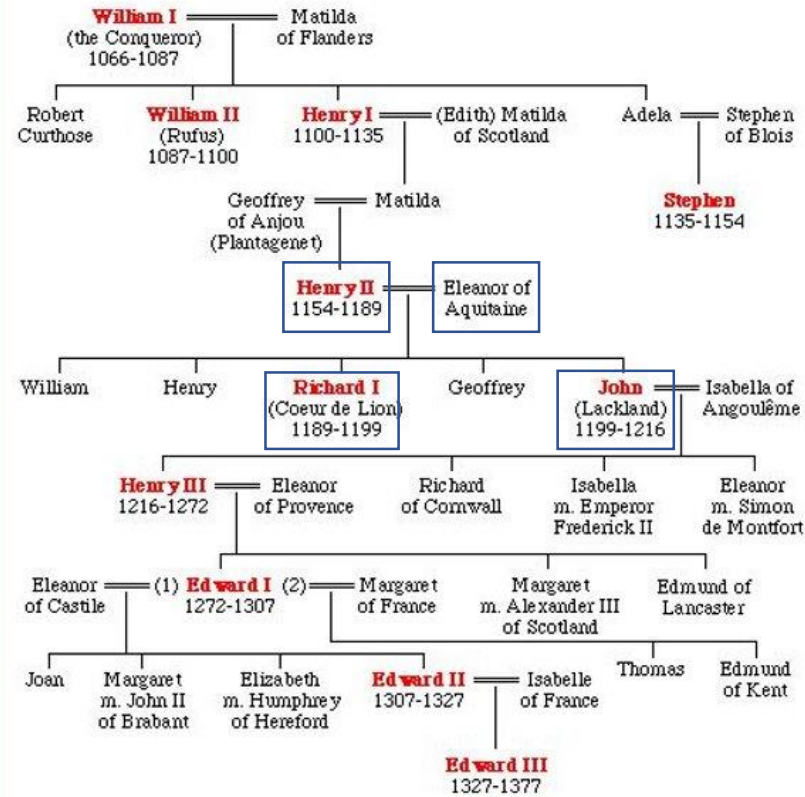 William I Matilda
(the Conqueror) of Flanders
1066-1087
Robert William II Henry I (Edith) Matilda Adela Stephen
Curthose (Rufus) 1100-1135 of Scotland of Blois
1087-1100
Geoffrey Matilda Stephen
of Anjou 1135-1154
(Plantagenet)
Henry II Eleanor of
1154-1189 Aquitaine
William Henry Richard I Geoffrey John Isabella of
(Coeur de Lion) (Lackland) Angoulême
1189-1199 1199-1216
Henry III Eleanor Richard Isabella Eleanor
1216-1272 of Provence of Cornwall m. Emperor m. Simon
Frederick II de Montfort
Eleanor (1) Edward I (2) Margaret Margaret Edmund of
of Castile 1272-1307 of France m. Alexander III Lancaster
of Scotland
Joan Margaret Elizabeth Edward II Isabelle Thomas Edmund
m. John II m. Humphrey 1307-1327 of France of Kent
of Brabant of Hereford
Edward III
1327-1377